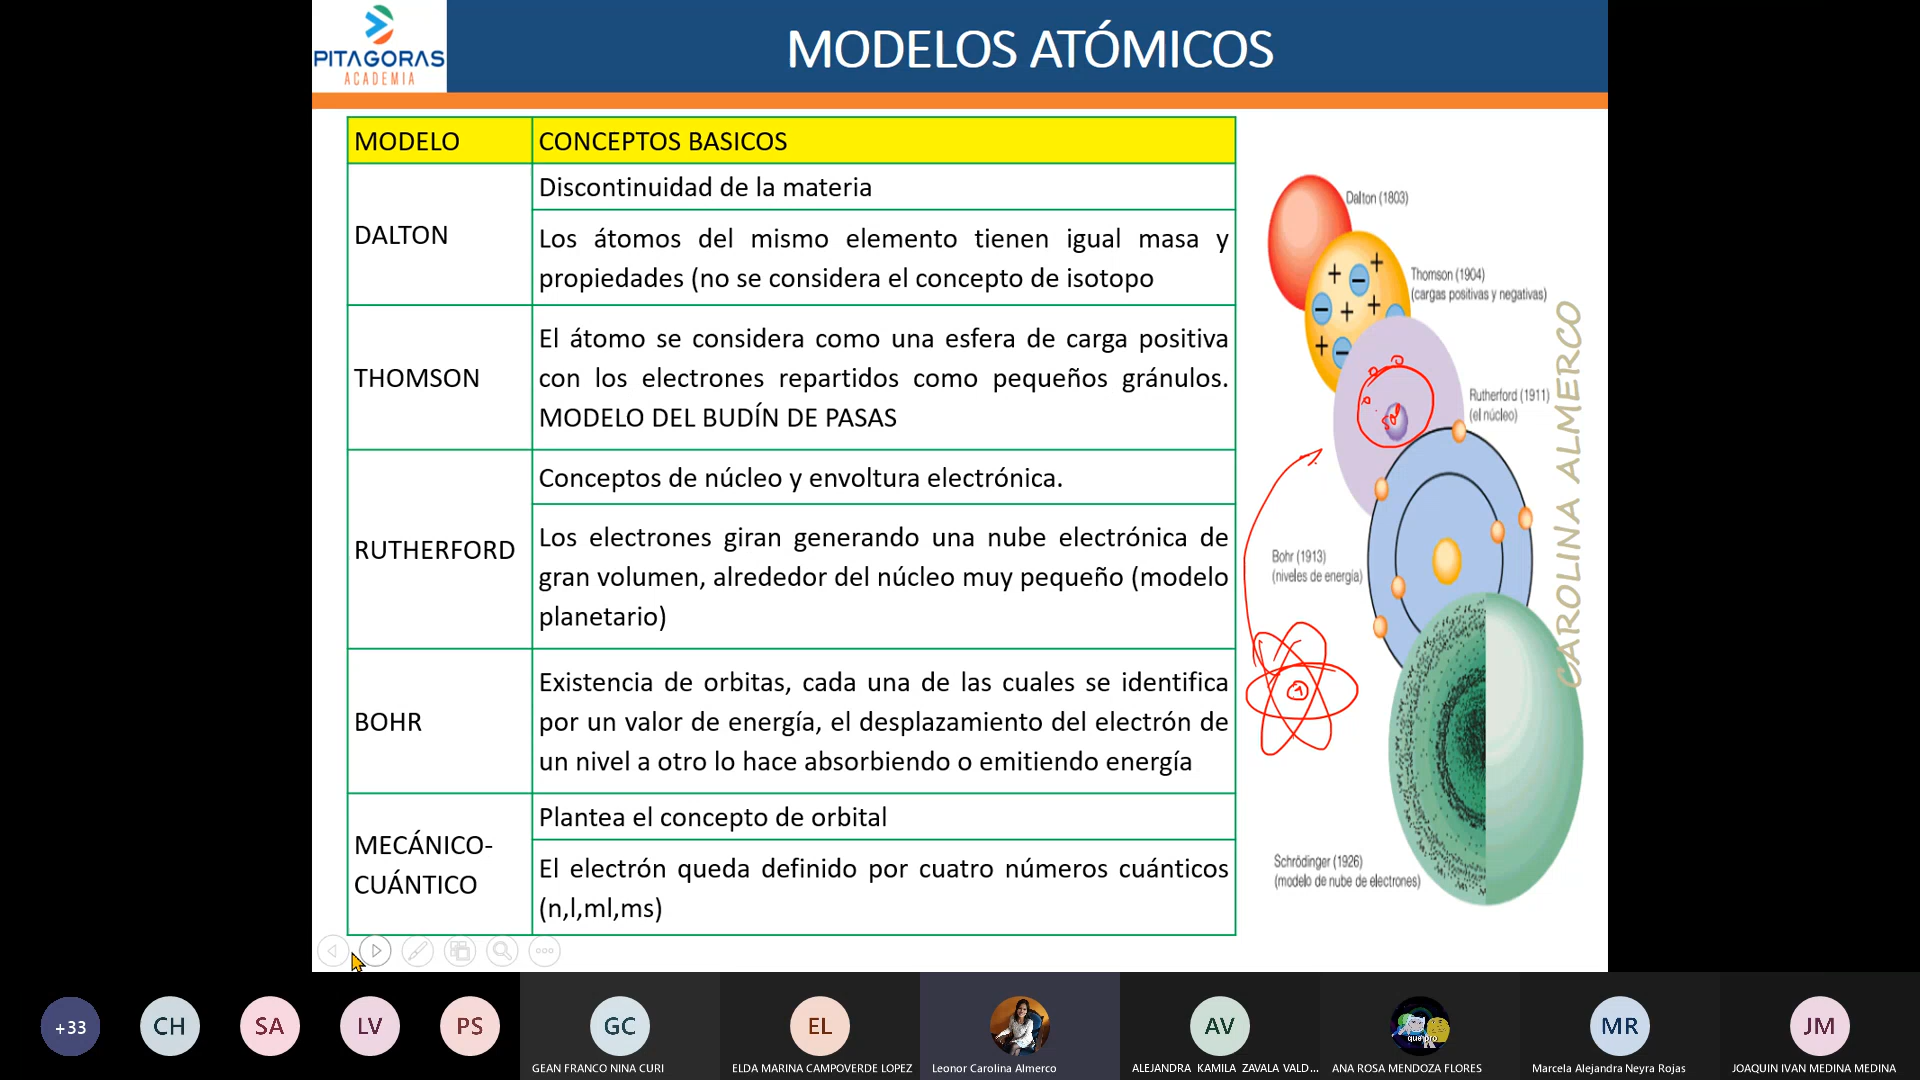 PITAGORAS
ACADEMIA
MODELOS ATÓMICOS
MODELO
CONCEPTOS BASICOS
DALTON
Discontinuidad de la materia
Los átomos del mismo elemento tienen igual masa y
propiedades (no se considera el concepto de isotopo
THOMSON
El átomo se considera como una esfera de carga positiva
con los electrones repartidos como pequeños gránulos.
MODELO DEL BUDÍN DE PASAS
RUTHERFORD
Conceptos de núcleo y envoltura electrónica.
Los electrones giran generando una nube electrónica de
gran volumen, alrededor del núcleo muy pequeño (modelo
planetario)
BOHR
Existencia de orbitas, cada una de las cuales se identifica
por un valor de energía, el desplazamiento del electrón de
un nivel a otro lo hace absorbiendo o emitiendo energía
MECÁNICO-
CUÁNTICO
Plantea el concepto de orbital
El electrón queda definido por cuatro números cuánticos
(n,l,ml,ms)
Dalton (1803)
Thomson (1904)
(cargas positivas y negativas)
Rutherford (1911)
(el núcleo)
sol
Bohr (1913)
(niveles de energía)
Schrödinger (1926)
(modelo de nube de electrones)
CAROLINA ALMERCO
+33
CH
SA
LV
PS
GC
GEAN FRANCO NINA CURI
EL
ELDA MARINA CAMPOVERDE LOPEZ
Leonor Carolina Almerco
AV
ALEJANDRA KAMILA ZAVALA VALD...
que pro
ANA ROSA MENDOZA FLORES
MR
Marcela Alejandra Neyra Rojas
JM
JOAQUIN IVAN MEDINA MEDINA